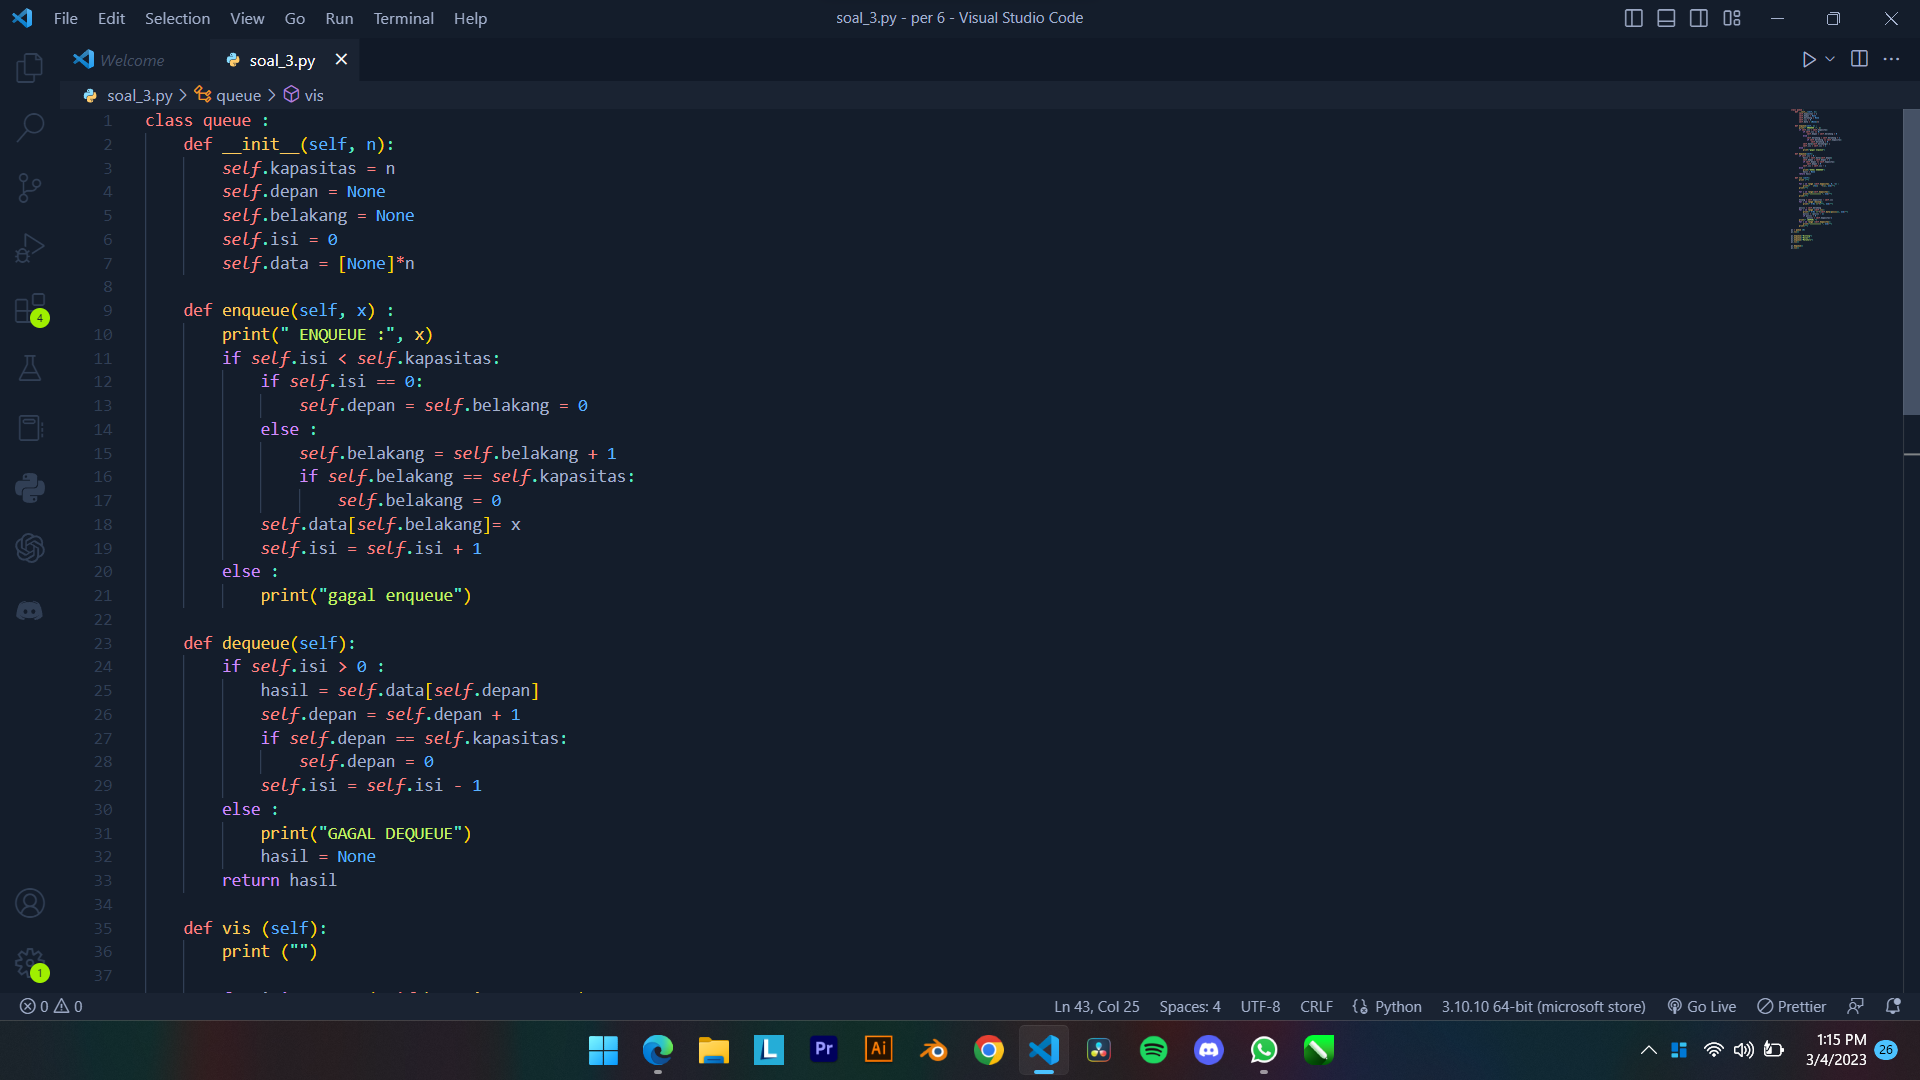 File Edit Selection View Go Run Terminal Help
soal_3.py - per 6 - Visual Studio Code
Welcome
soal_3.py
soal_3.py > queue > vis
1 class queue :
2 def __init__(self, n):
3 self.kapasitas = n
4 self.depan = None
5 self.belakang = None
6 self.isi = 0
7 self.data = [None]*n
8
9 def enqueue(self, x) :
10 print(" ENQUEUE :", x)
11 if self.isi < self.kapasitas:
12 if self.isi == 0:
13 self.depan = self.belakang = 0
14 else :
15 self.belakang = self.belakang + 1
16 if self.belakang == self.kapasitas:
17 self.belakang = 0
18 self.data[self.belakang]= x
19 self.isi = self.isi + 1
20 else :
21 print("gagal enqueue")
22
23 def dequeue(self):
24 if self.isi > 0 :
25 hasil = self.data[self.depan]
26 self.depan = self.depan + 1
27 if self.depan == self.kapasitas:
28 self.depan = 0
29 self.isi = self.isi - 1
30 else :
31 print("GAGAL DEQUEUE")
32 hasil = None
33 return hasil
34
35 def vis (self):
36 print ("")
37
4
1
0 0
Ln 43, Col 25 Spaces: 4 UTF-8 CRLF Python 3.10.10 64-bit (microsoft store) Go Live Prettier
L Pr Ai
1:15 PM
3/4/2023
26